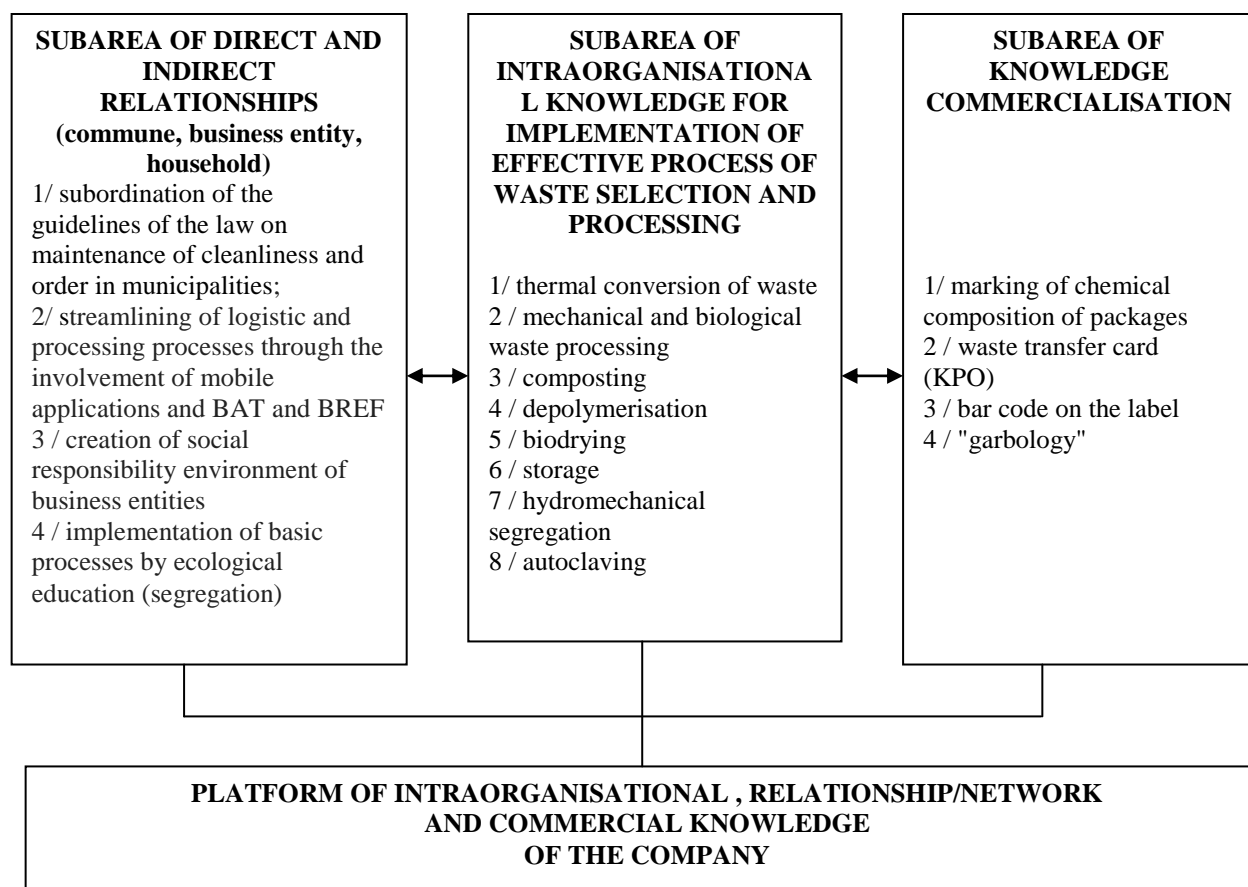 SUBAREA OF DIRECT AND
INDIRECT
RELATIONSHIPS
(commune, business entity,
household)
1/ subordination of the
guidelines of the law on
maintenance of cleanliness and
order in municipalities;
2/ streamlining of logistic and
processing processes through the
involvement of mobile
applications and BAT and BREF
3 / creation of social
responsibility environment of
business entities
4 / implementation of basic
processes by ecological
education (segregation)
SUBAREA OF
INTRAORGANISATIONA
L KNOWLEDGE FOR
IMPLEMENTATION OF
EFFECTIVE PROCESS OF
WASTE SELECTION AND
PROCESSING
1/ thermal conversion of waste
2 / mechanical and biological
waste processing
3 / composting
4 / depolymerisation
5 / biodrying
6 / storage
7 / hydromechanical
segregation
8 / autoclaving
SUBAREA OF
KNOWLEDGE
COMMERCIALISATION
1/ marking of chemical
composition of packages
2 / waste transfer card
(KPO)
3 / bar code on the label
4 / "garbology"
PLATFORM OF INTRAORGANISATIONAL , RELATIONSHIP/NETWORK
AND COMMERCIAL KNOWLEDGE
OF THE COMPANY